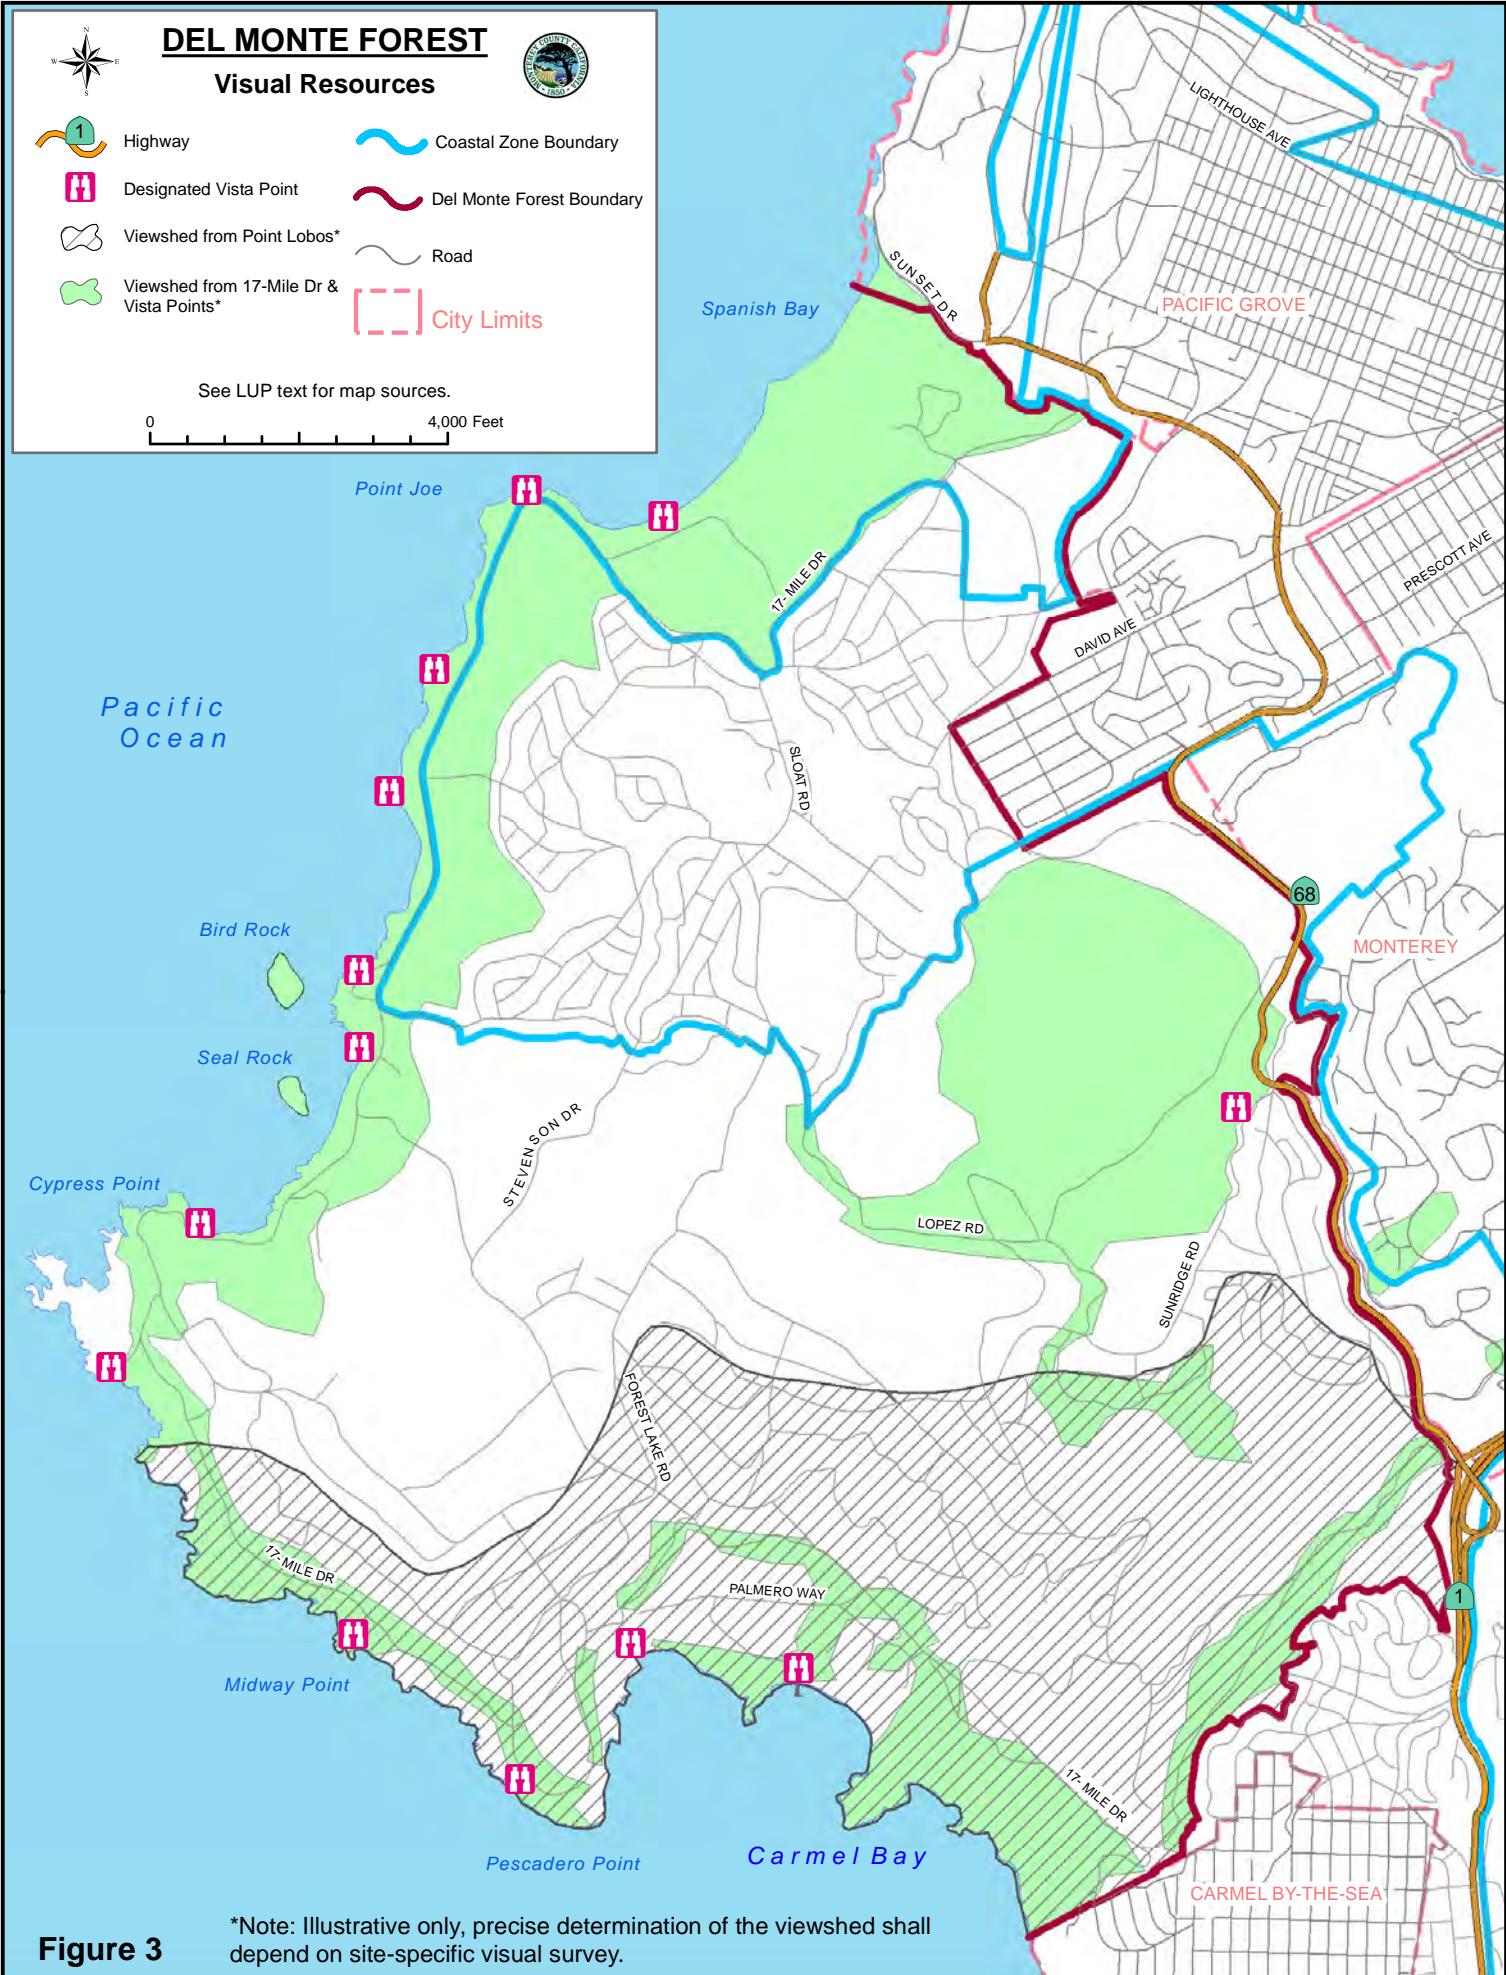 DEL MONTE FOREST
Visual Resources
N
W
E
S
MONTEREY COUNTY CALIFORNIA
1850
1
Highway
Coastal Zone Boundary
Designated Vista Point
Del Monte Forest Boundary
Viewshed from Point Lobos*
Road
Viewshed from 17-Mile Dr &
Vista Points*
City Limits
See LUP text for map sources.
0
4,000 Feet
LIGHTHOUSE AVE
SUNSET DR
Spanish Bay
PACIFIC GROVE
Point Joe
PRESCOTT AVE
17- MILE DR
DAVID AVE
Pacific
Ocean
SLOAT RD
68
Bird Rock
MONTEREY
Seal Rock
STEVENSON DR
Cypress Point
LOPEZ RD
SUNRIDGE RD
FOREST LAKE RD
17- MILE DR
PALMERO WAY
1
Midway Point
17- MILE DR
Pescadero Point
Carmel Bay
CARMEL BY-THE-SEA
Figure 3
*Note: Illustrative only, precise determination of the viewshed shall
depend on site-specific visual survey.